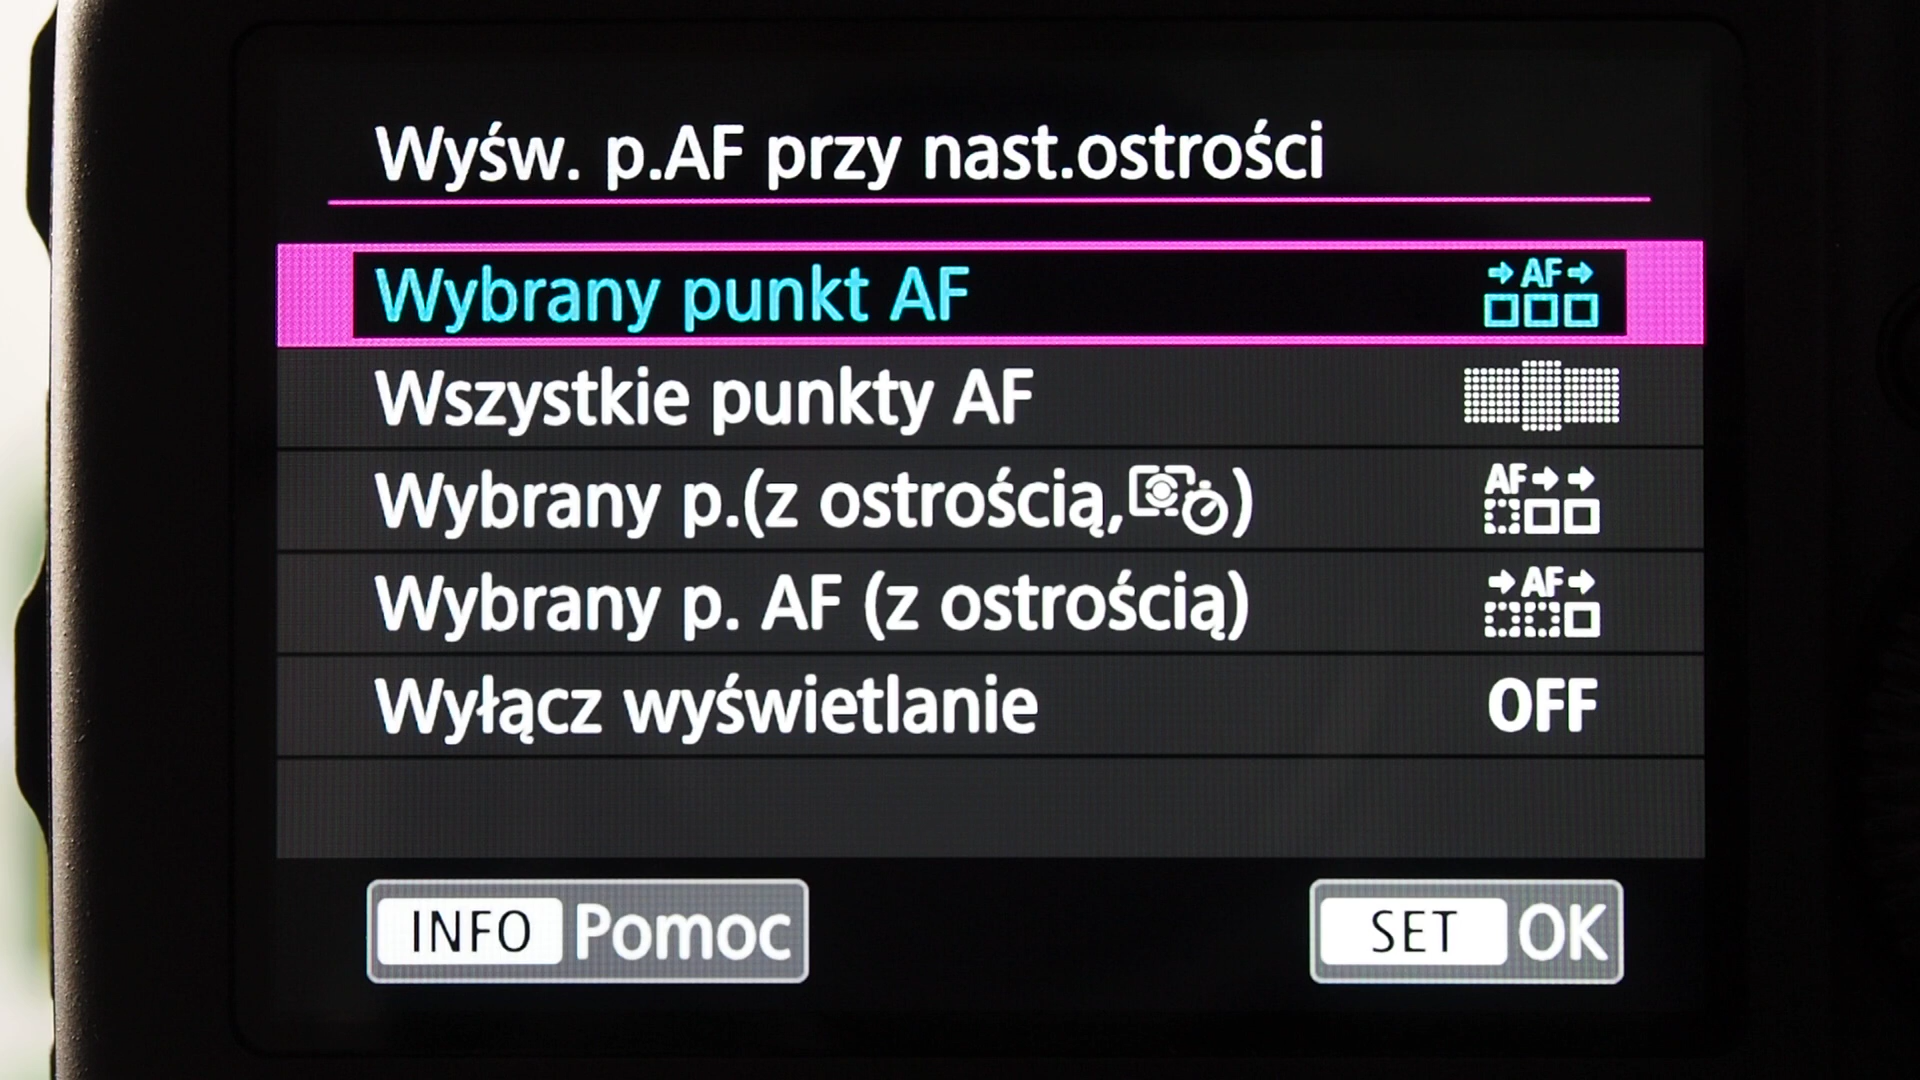 Wyśw. p.AF przy nast.ostrości
Wybrany punkt AF →AF→
Wszystkie punkty AF
Wybrany p.(z ostrością,) AF→→
Wybrany p. AF (z ostrością) →AF→
Wyłącz wyświetlanie OFF
INFO Pomoc SET OK